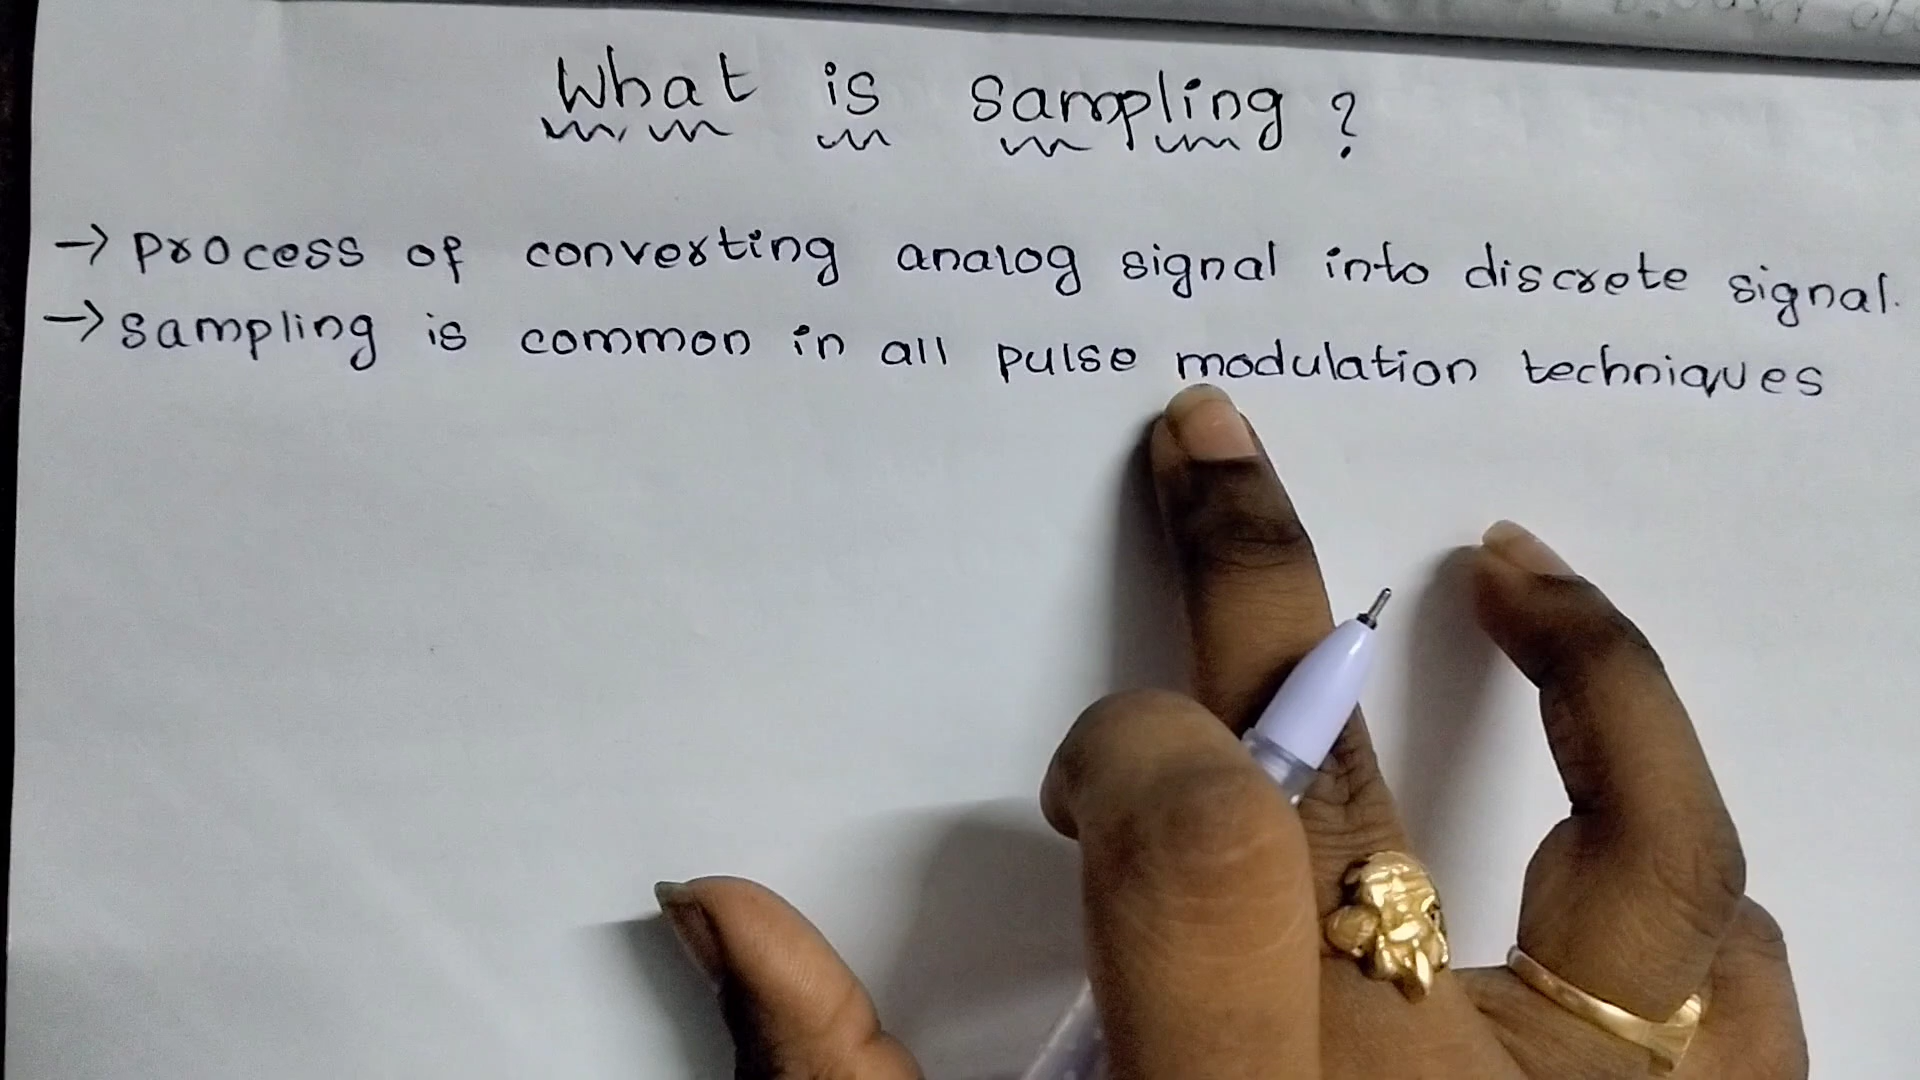 What is sampling?
→ process of converting analog signal into discrete signal.
→ sampling is common in all pulse modulation techniques